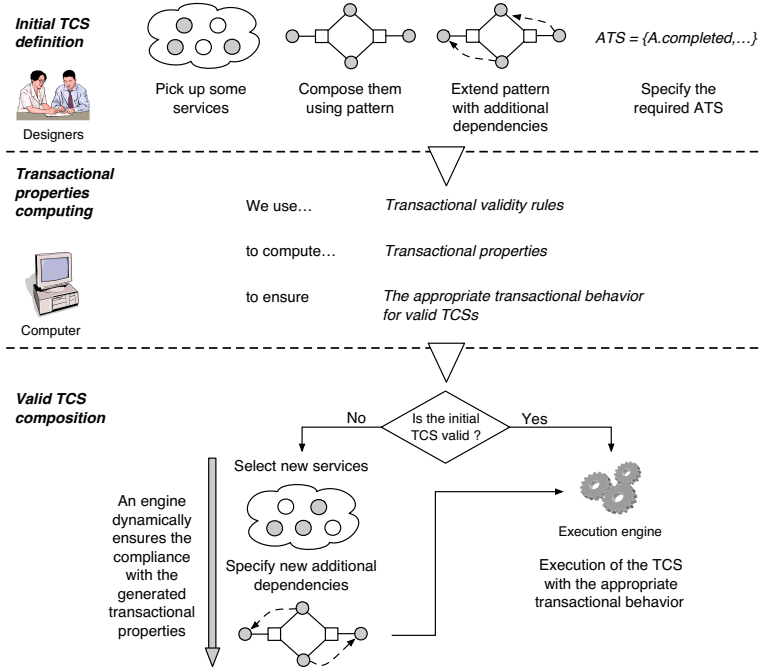 Initial TCS
definition
Designers
Pick up some
services
Compose them
using pattern
Extend pattern
with additional
dependencies
ATS = {A.completed,...}
Specify the
required ATS
Transactional
properties
computing
Computer
We use... Transactional validity rules
to compute... Transactional properties
to ensure The appropriate transactional behavior
for valid TCSs
Valid TCS
composition
Is the initial
TCS valid ?
No
Yes
An engine
dynamically
ensures the
compliance
with the
generated
transactional
properties
Select new services
Specify new additional
dependencies
Execution engine
Execution of the TCS
with the appropriate
transactional behavior